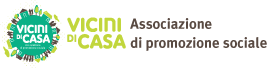 VICINI
DI CASA
VICINI
DI CASA
Associazione
di promozione sociale